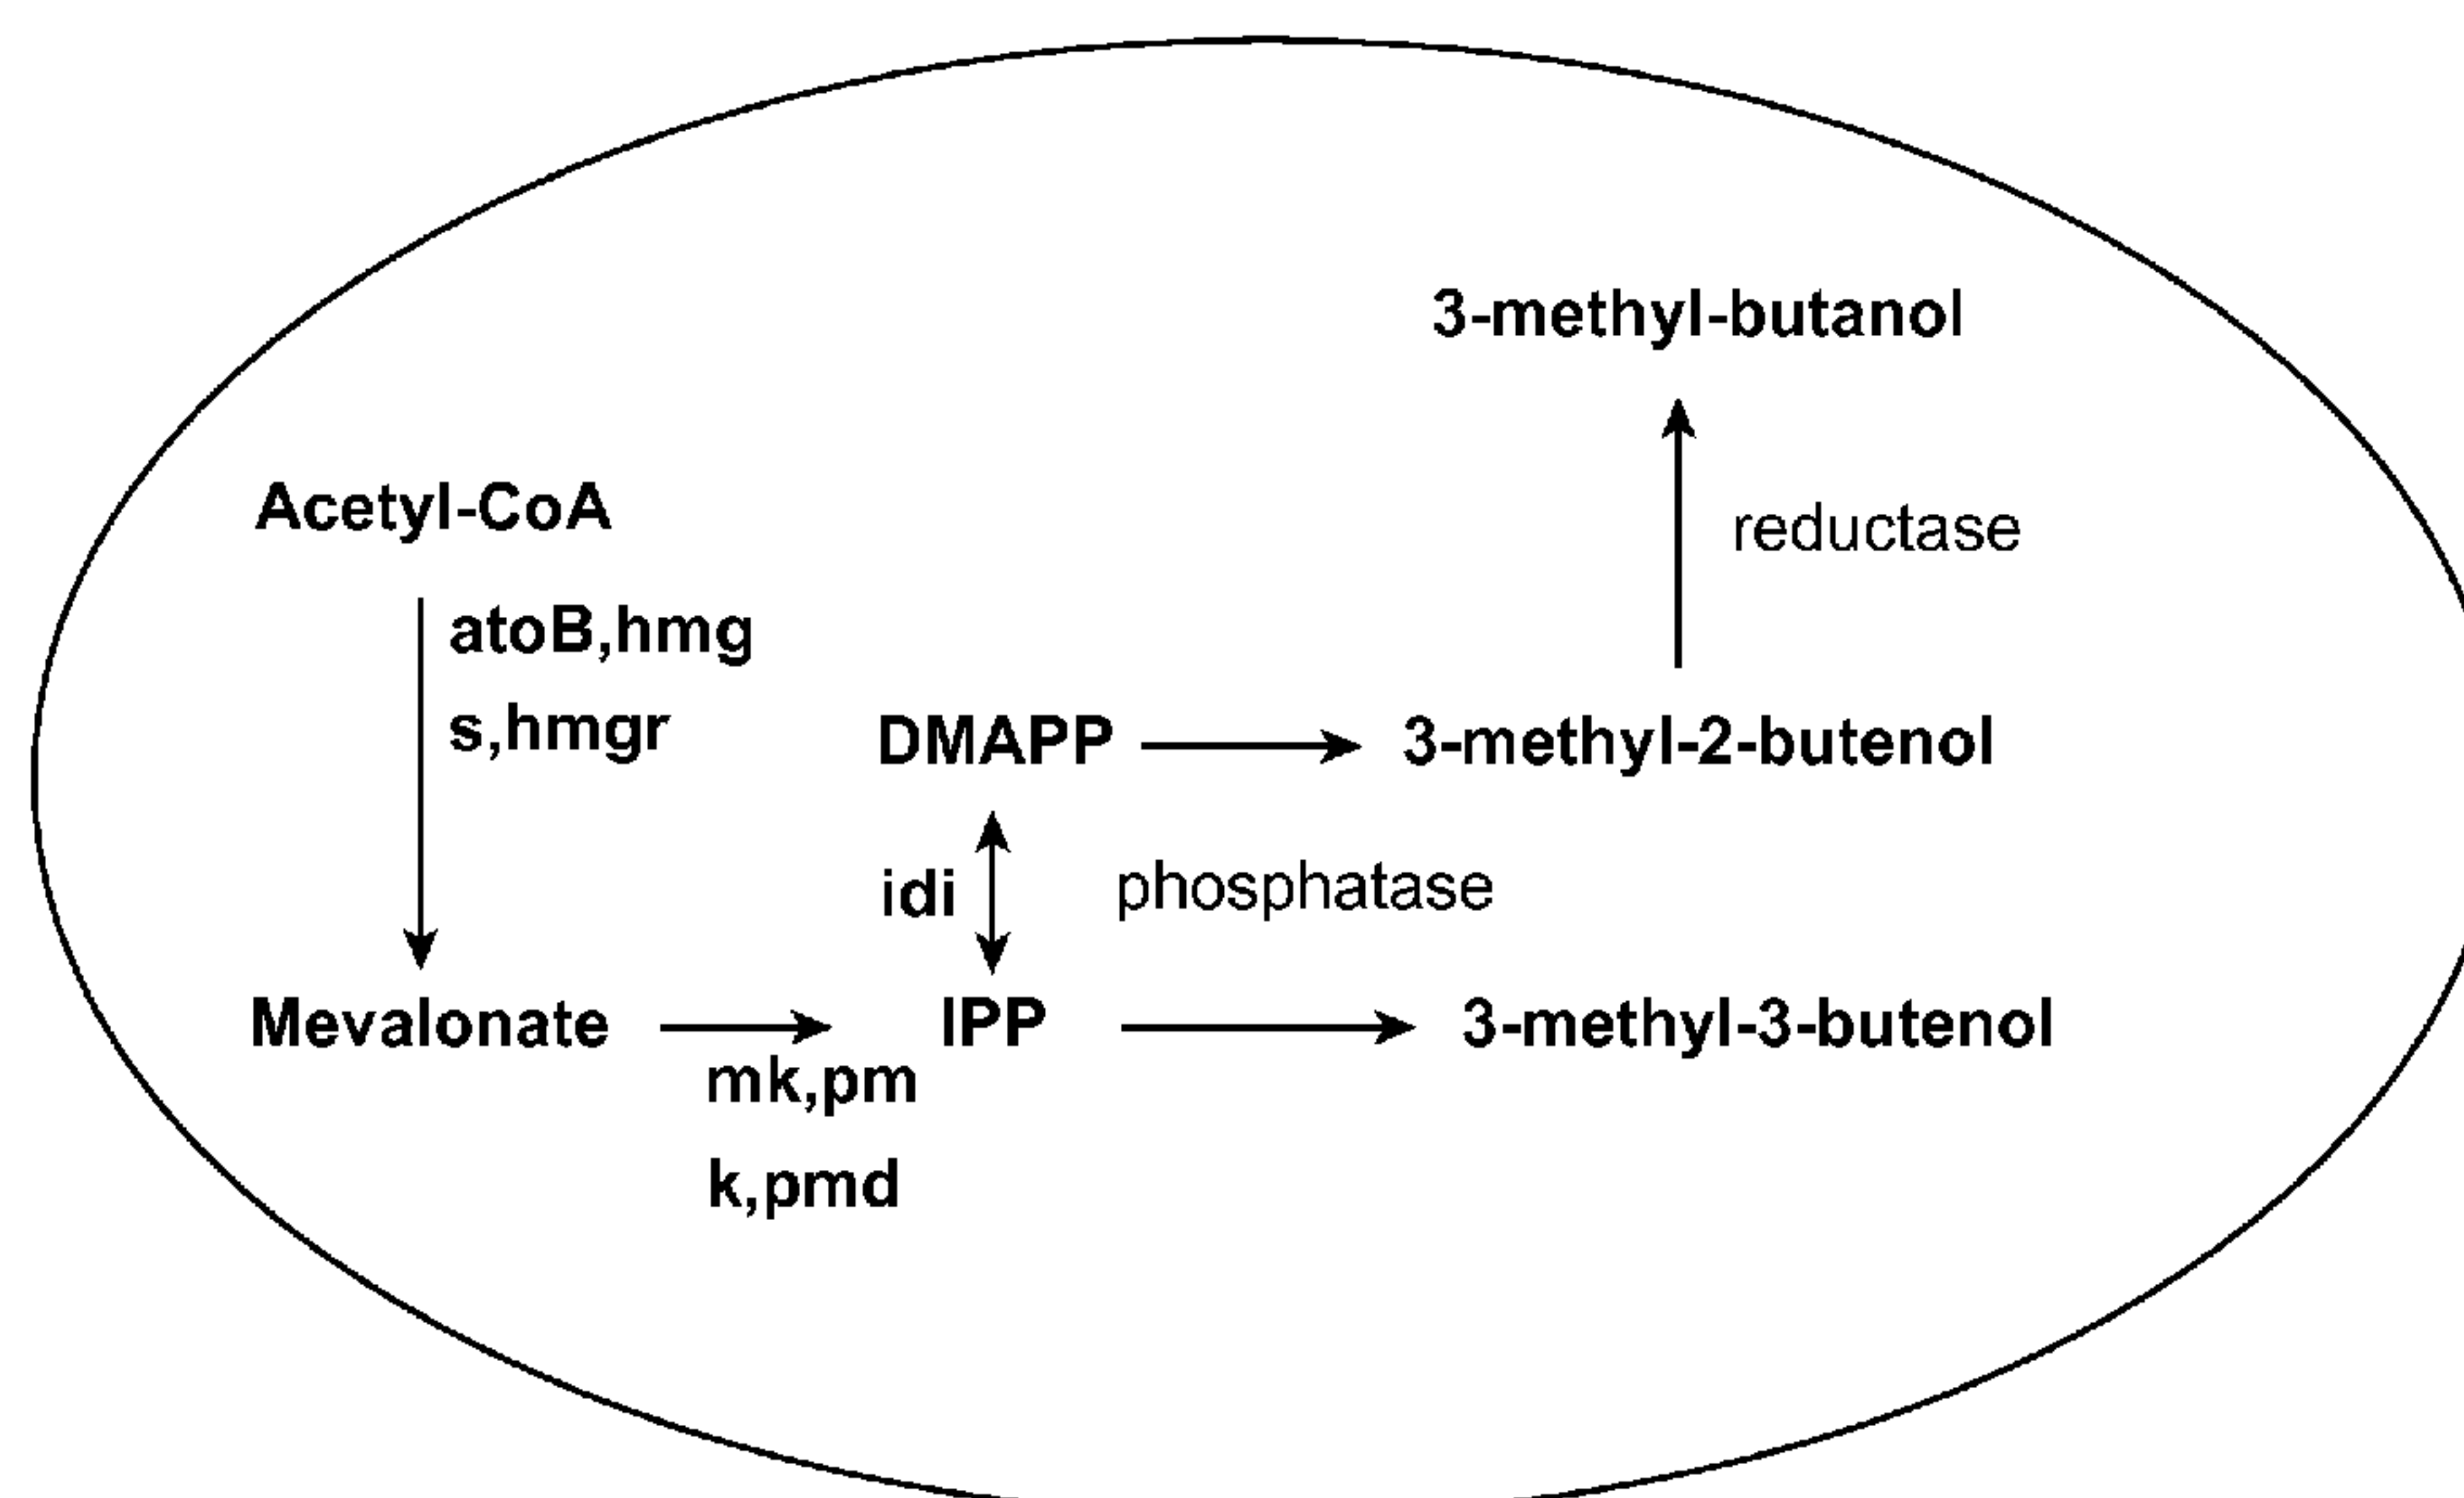 3-methyl-butanol
Acetyl-CoA
reductase
atoB,hmg
s,hmgr
DMAPP
3-methyl-2-butenol
idi
phosphatase
Mevalonate
IPP
3-methyl-3-butenol
mk,pm
k,pmd